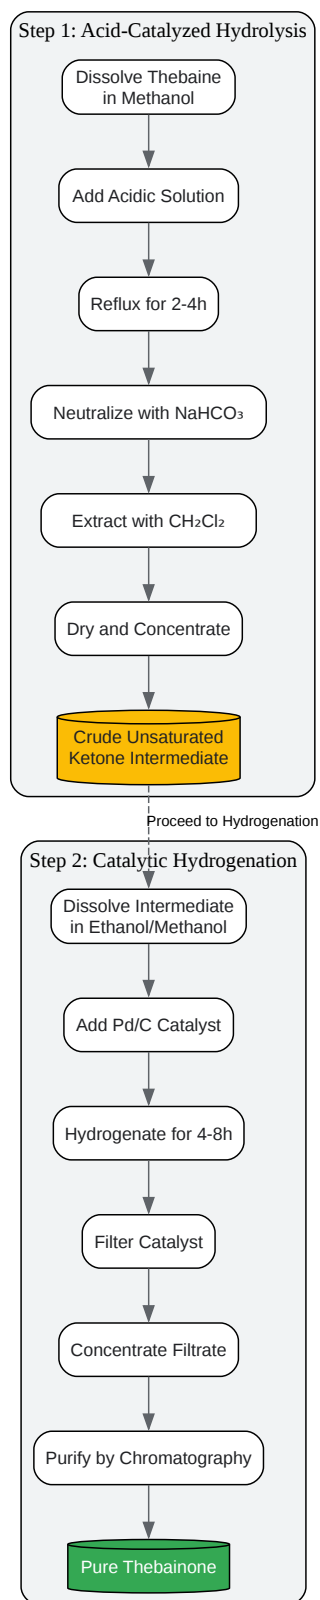 Step 1: Acid-Catalyzed Hydrolysis
Dissolve Thebaine
in Methanol
Add Acidic Solution
Reflux for 2-4h
Neutralize with NaHCO₃
Extract with CH₂Cl₂
Dry and Concentrate
Crude Unsaturated
Ketone Intermediate
Proceed to Hydrogenation
Step 2: Catalytic Hydrogenation
Dissolve Intermediate
in Ethanol/Methanol
Add Pd/C Catalyst
Hydrogenate for 4-8h
Filter Catalyst
Concentrate Filtrate
Purify by Chromatography
Pure Thebainone